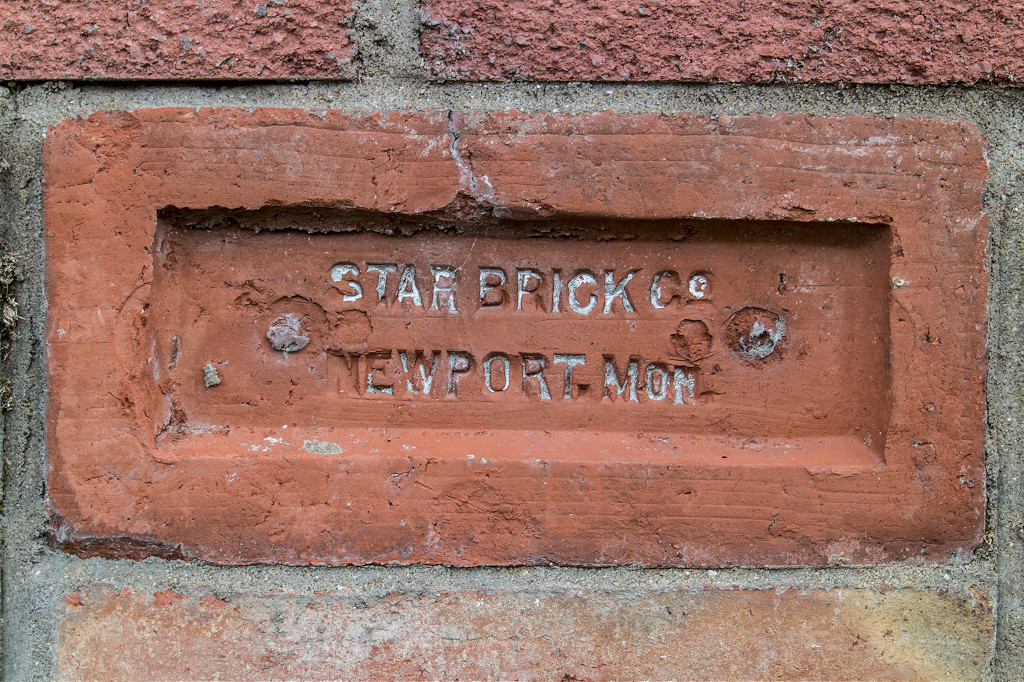 STAR BRICK Co
NEWPORT. MON.